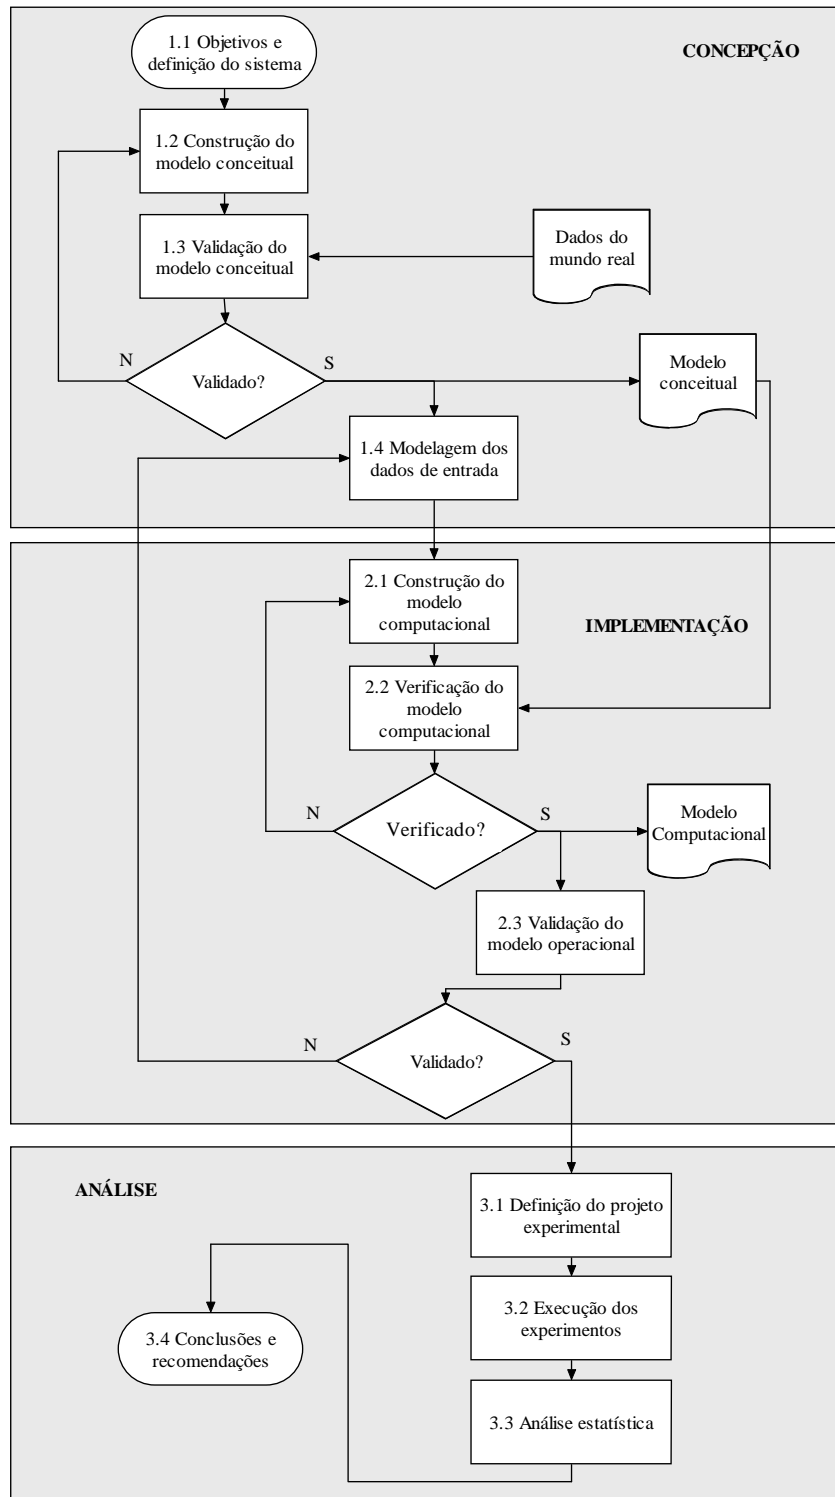 1.1 Objetivos e
definição do sistema
CONCEPÇÃO
1.2 Construção do
modelo conceitual
1.3 Validação do
modelo conceitual
Dados do
mundo real
N
Validado?
S
Modelo
conceitual
1.4 Modelagem dos
dados de entrada
2.1 Construção do
modelo
computacional
IMPLEMENTAÇÃO
2.2 Verificação do
modelo
computacional
N
Verificado?
S
Modelo
Computacional
2.3 Validação do
modelo operacional
N
Validado?
S
ANÁLISE
3.1 Definição do projeto
experimental
3.2 Execução dos
experimentos
3.4 Conclusões e
recomendações
3.3 Análise estatística